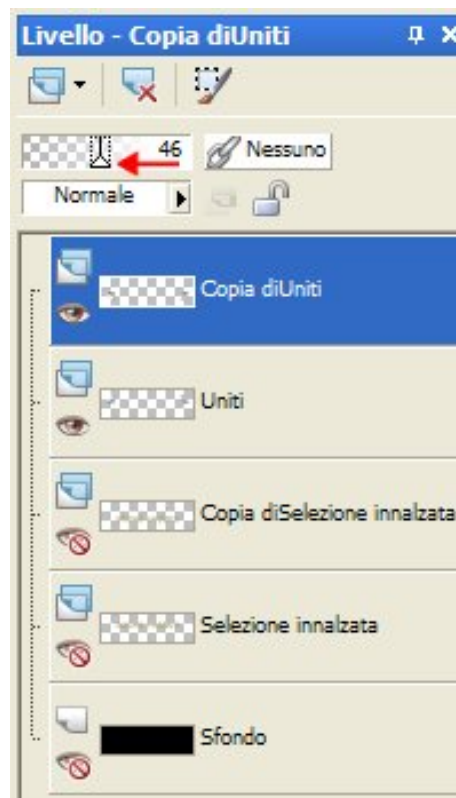 Livello - Copia diUniti
46 Nessuno
Normale
Copia diUniti
Uniti
Copia diSelezione innalzata
Selezione innalzata
Sfondo